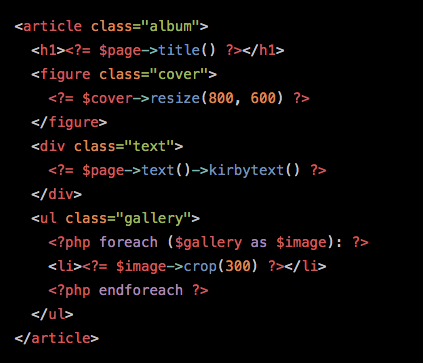 <article class="album">
  <h1><?= $page->title() ?></h1>
  <figure class="cover">
    <?= $cover->resize(800, 600) ?>
  </figure>
  <div class="text">
    <?= $page->text()->kirbytext() ?>
  </div>
  <ul class="gallery">
    <?php foreach ($gallery as $image): ?>
    <li><?= $image->crop(300) ?></li>
    <?php endforeach ?>
  </ul>
</article>